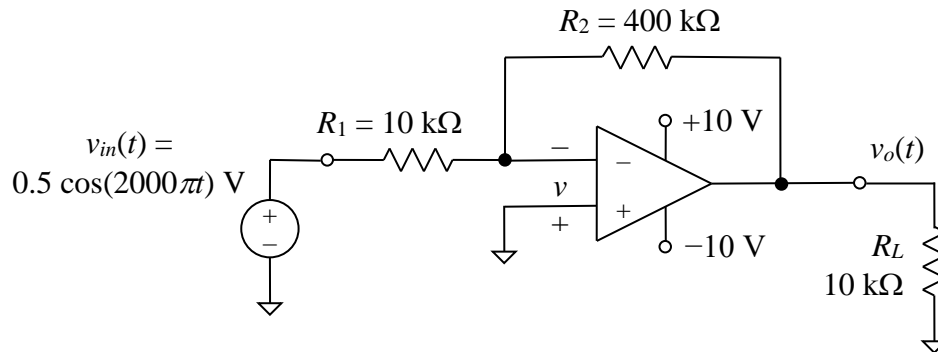 R2 = 400 kΩ
R1 = 10 kΩ
+10 V
vin(t) =
0.5 cos(2000πt) V
−
−
vo(t)
v
+
+
+
−
−10 V
RL
10 kΩ